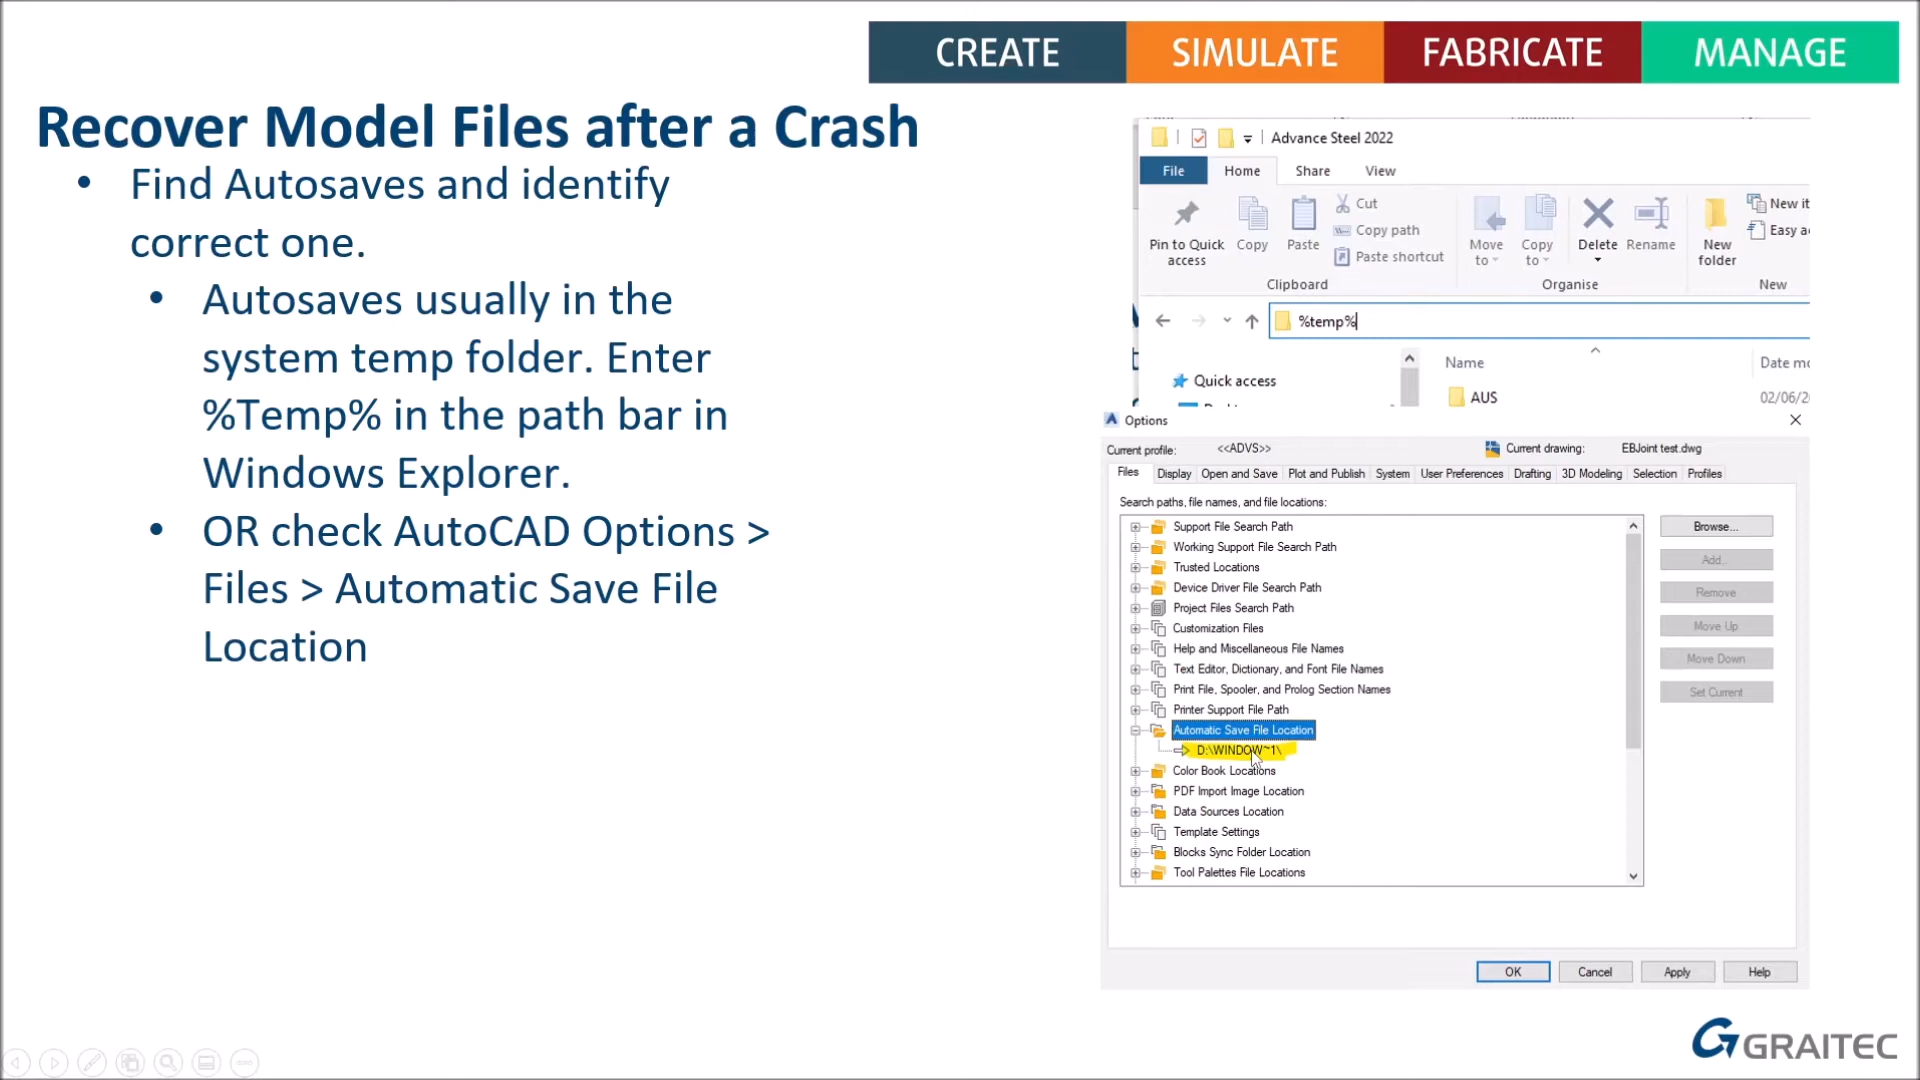 CREATE SIMULATE FABRICATE MANAGE
Recover Model Files after a Crash
• Find Autosaves and identify
correct one.
• Autosaves usually in the
system temp folder. Enter
%Temp% in the path bar in
Windows Explorer.
• OR check AutoCAD Options >
Files > Automatic Save File
Location
Advance Steel 2022
File Home Share View
Pin to Quick
access
Copy
Paste
Cut
Copy path
Paste shortcut
Move
to
Copy
to
Delete
Rename
New
folder
New it
Easy a
Clipboard Organise New
%temp%
Quick access
Name Date mo
AUS 02/06/2
Options
Current profile: <<ADVS>> Current drawing: EBJoint test.dwg
Files Display Open and Save Plot and Publish System User Preferences Drafting 3D Modeling Selection Profiles
Search paths, file names, and file locations:
Support File Search Path
Working Support File Search Path
Trusted Locations
Device Driver File Search Path
Project Files Search Path
Customization Files
Help and Miscellaneous File Names
Text Editor, Dictionary, and Font File Names
Print File, Spooler, and Prolog Section Names
Printer Support File Path
Automatic Save File Location
D:\WINDOW~1\
Color Book Locations
PDF Import Image Location
Data Sources Location
Template Settings
Blocks Sync Folder Location
Tool Palettes File Locations
Browse...
Add...
Remove
Move Up
Move Down
Set Current
OK Cancel Apply Help
GRAITEC